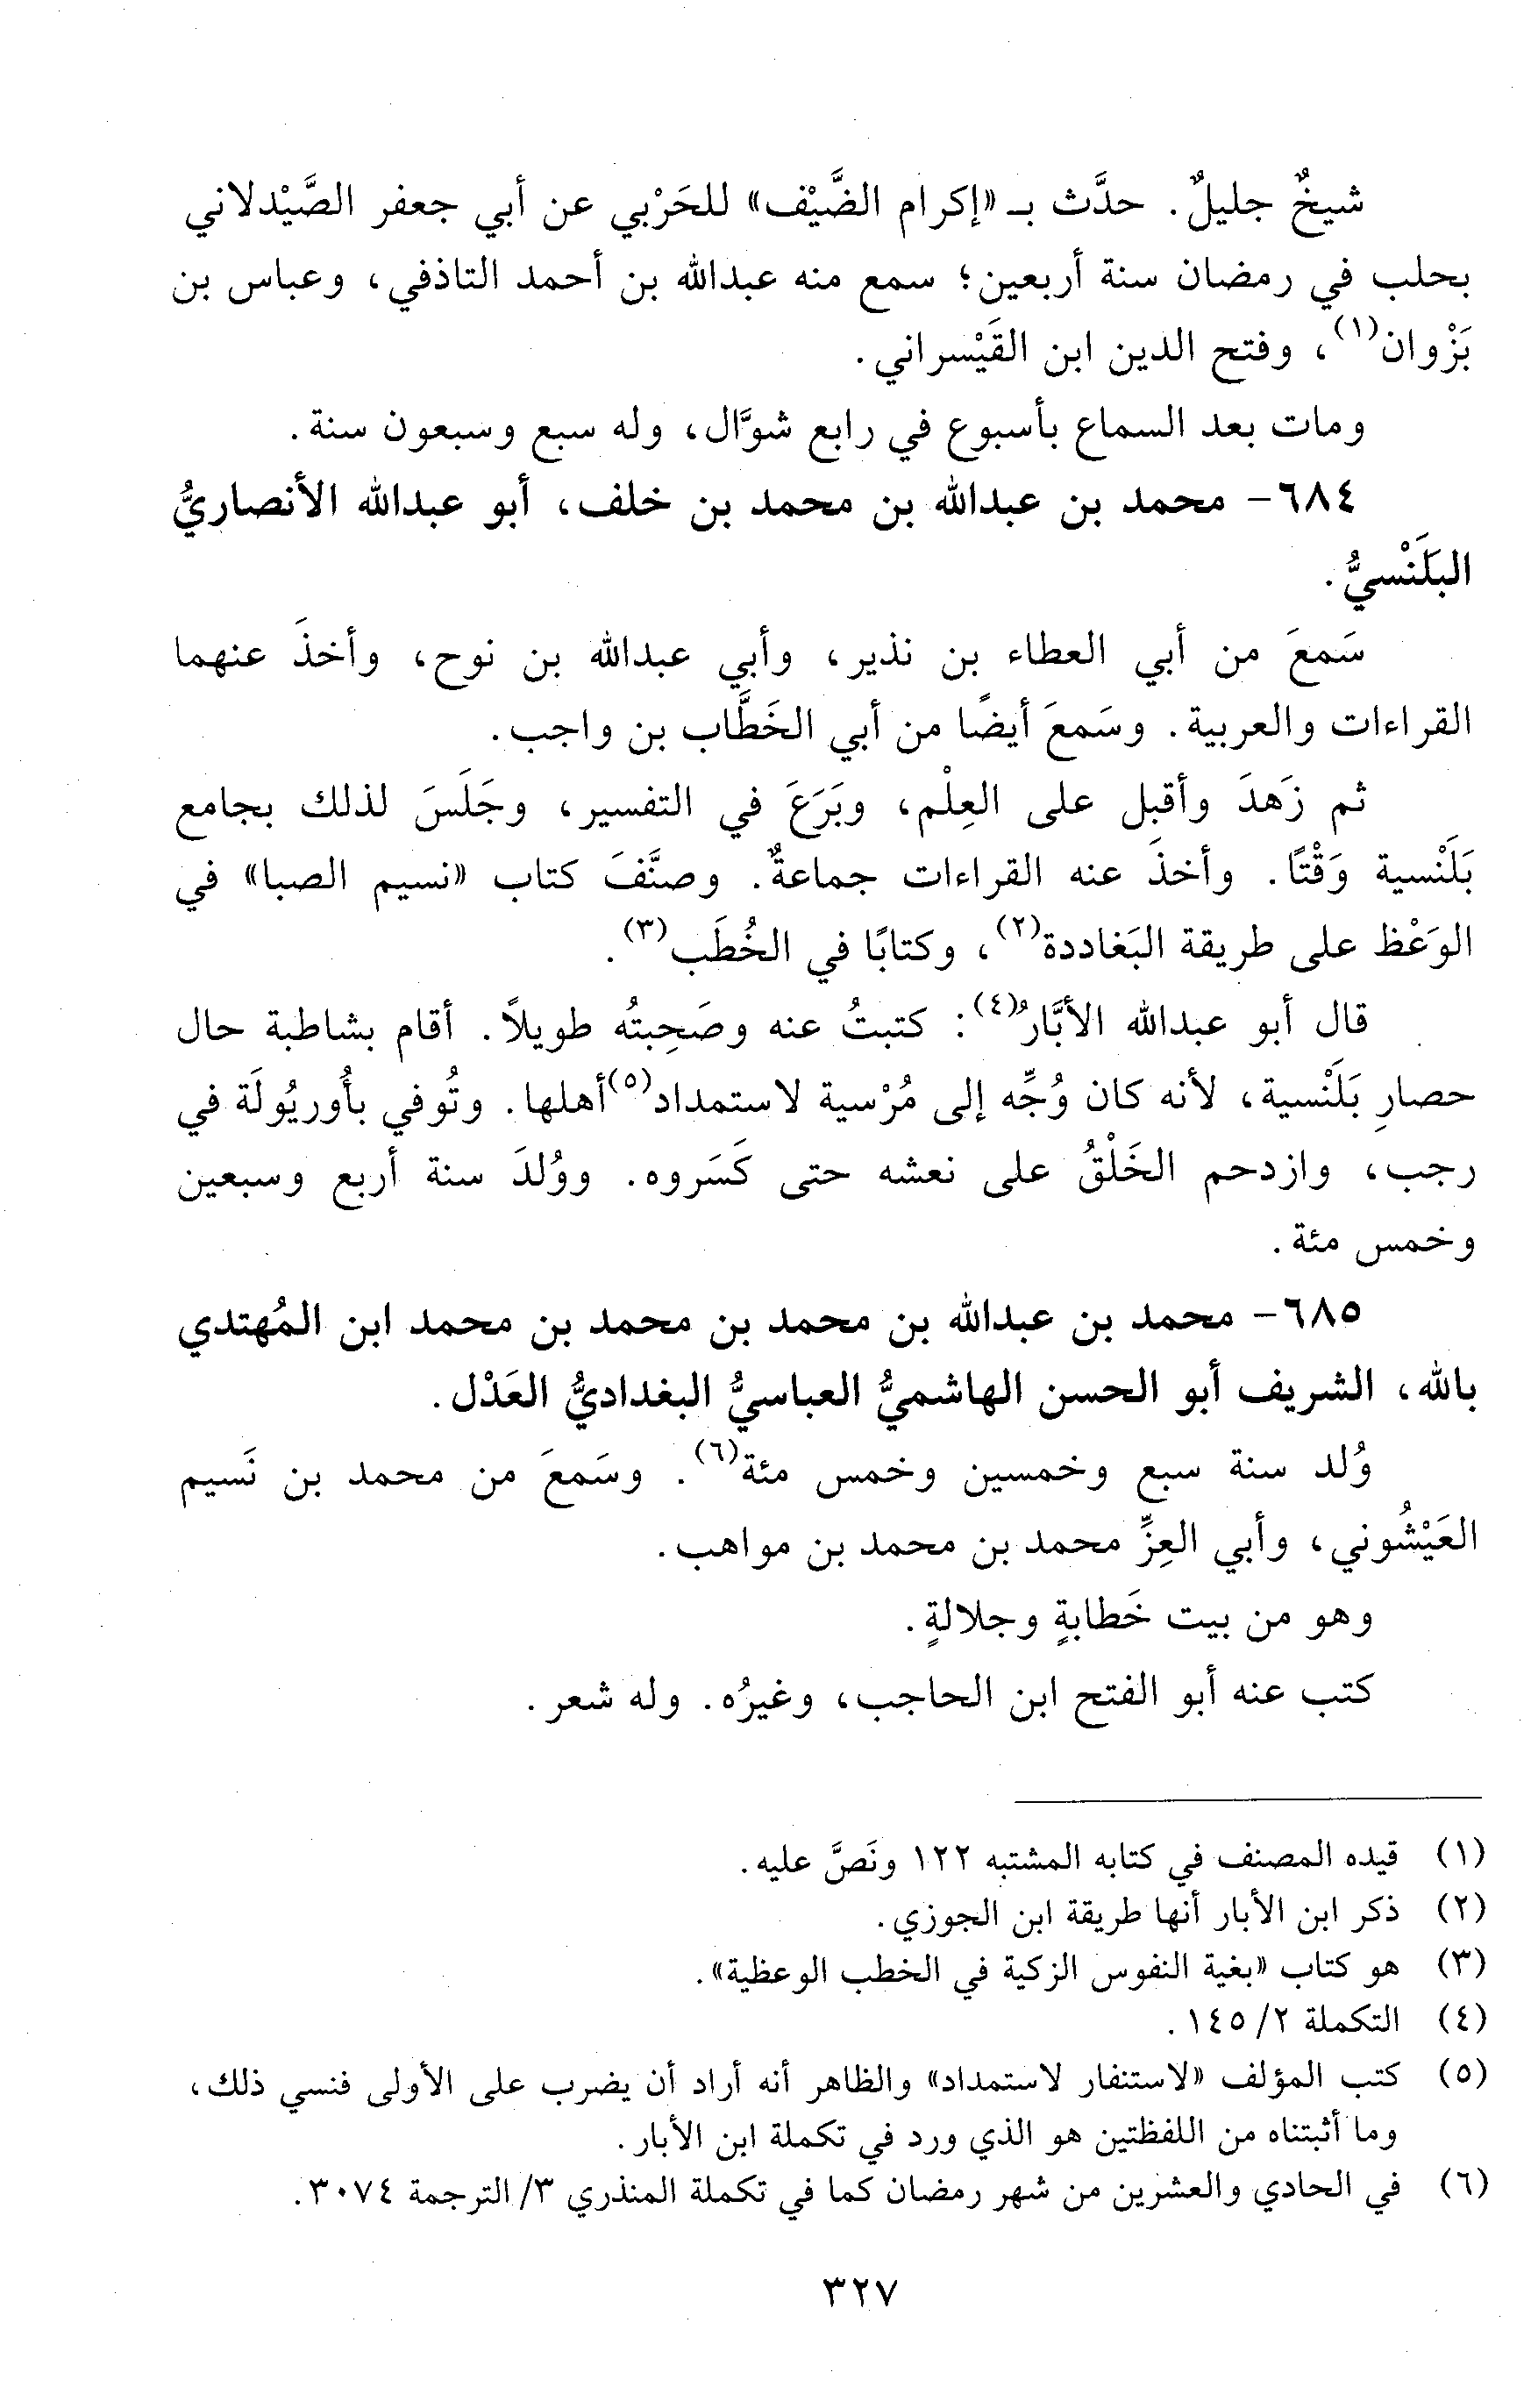 شيخٌ جليلٌ. حدَّث بـ «إكرام الضَّيْف» للحَرْبي عن أبي جعفر الصَّيْدلاني
بحلب في رمضان سنة أربعين؛ سمع منه عبدالله بن أحمد التاذفي، وعباس بن
بَزْوان(١)، وفتح الدين ابن القَيْسراني.
ومات بعد السماع بأسبوع في رابع شوَّال، وله سبع وسبعون سنة.
٦٨٤- محمد بن عبدالله بن محمد بن خلف، أبو عبدالله الأنصاريُّ
البَلَنْسيُّ.
سَمعَ من أبي العطاء بن نذير، وأبي عبدالله بن نوح، وأخذَ عنهما
القراءات والعربية. وسَمعَ أيضًا من أبي الخَطَّاب بن واجب.
ثم زَهدَ وأقبل على العِلْم، وبَرَعَ في التفسير، وجَلَسَ لذلك بجامع
بَلَنْسية وَقْتًا. وأخذَ عنه القراءات جماعةٌ. وصنَّفَ كتاب «نسيم الصبا» في
الوَعْظ على طريقة البَغاددة(٢)، وكتابًا في الخُطَب(٣).
قال أبو عبدالله الأبَّارُ(٤): كتبتُ عنه وصَحِبتُه طويلاً. أقام بشاطبة حال
حصارِ بَلَنْسية، لأنه كان وُجِّه إلى مُرْسية لاستمداد(٥) أهلها. وتُوفي بأُوريُولَة في
رجب، وازدحم الخَلْقُ على نعشه حتى كَسَروه. ووُلدَ سنة أربع وسبعين
وخمس مئة.
٦٨٥- محمد بن عبدالله بن محمد بن محمد بن محمد ابن المُهتدي
بالله، الشريف أبو الحسن الهاشميُّ العباسيُّ البغداديُّ العَدْل.
وُلد سنة سبع وخمسين وخمس مئة(٦). وسَمعَ من محمد بن نَسيم
العَيْشُوني، وأبي العِزِّ محمد بن محمد بن مواهب.
وهو من بيت خَطابةٍ وجلالةٍ.
كتب عنه أبو الفتح ابن الحاجب، وغيرُه. وله شعر.
(١) قيده المصنف في كتابه المشتبه ١٢٢ ونَصَّ عليه.
(٢) ذكر ابن الأبار أنها طريقة ابن الجوزي.
(٣) هو كتاب «بغية النفوس الزكية في الخطب الوعظية».
(٤) التكملة ٢/ ١٤٥.
(٥) كتب المؤلف «لاستنفار لاستمداد» والظاهر أنه أراد أن يضرب على الأولى فنسي ذلك،
وما أثبتناه من اللفظتين هو الذي ورد في تكملة ابن الأبار.
(٦) في الحادي والعشرين من شهر رمضان كما في تكملة المنذري ٣/ الترجمة ٣٠٧٤.
٣٢٧